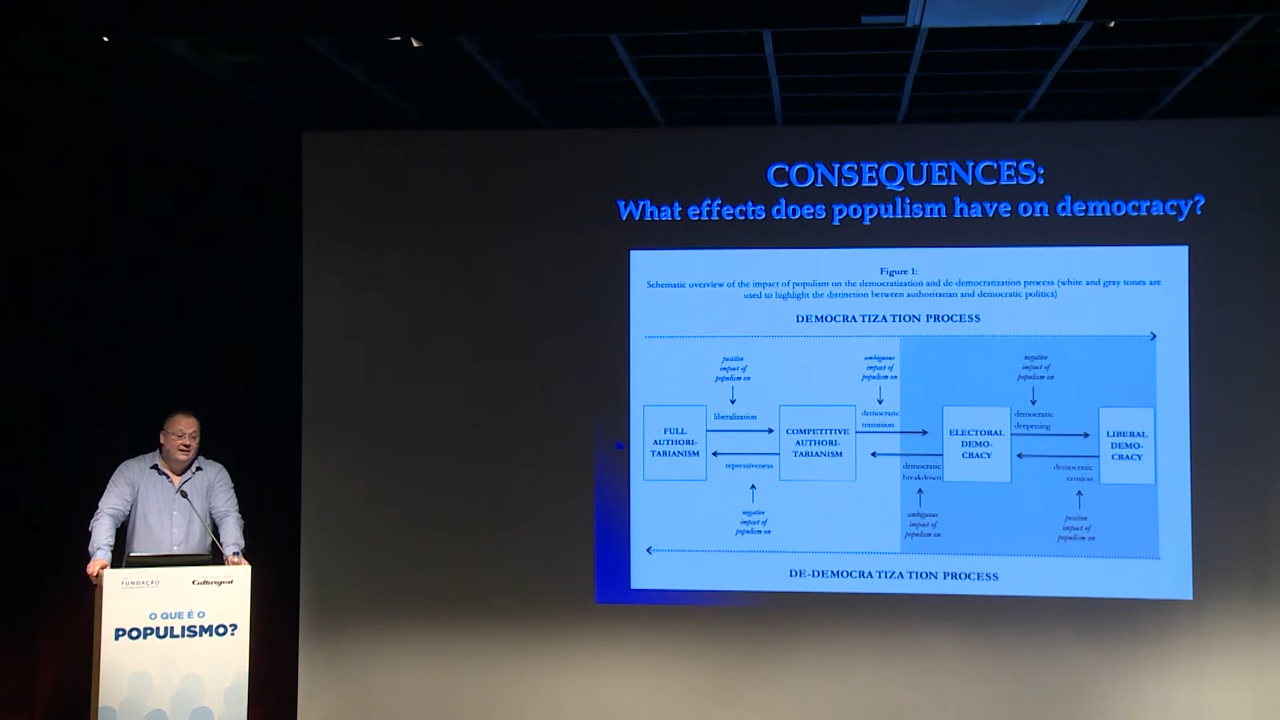 CONSEQUENCES:
What effects does populism have on democracy?
Figure 1:
Schematic overview of the impact of populism on the democratization and de-democratization process (white and gray tones are
used to highlight the distinction between authoritarian and democratic politics)
DEMOCRATIZATION PROCESS
positive
impact of
populism on
ambiguous
impact of
populism on
negative
impact of
populism on
liberalization
democratic
transition
democratic
deepening
FULL
AUTHORI-
TARIANISM
COMPETITIVE
AUTHORI-
TARIANISM
ELECTORAL
DEMO-
CRACY
LIBERAL
DEMO-
CRACY
repressiveness
democratic
breakdown
democratic
erosion
negative
impact of
populism on
ambiguous
impact of
populism on
positive
impact of
populism on
DE-DEMOCRATIZATION PROCESS
FUNDAÇÃO
Culturgest
O QUE É O
POPULISMO?